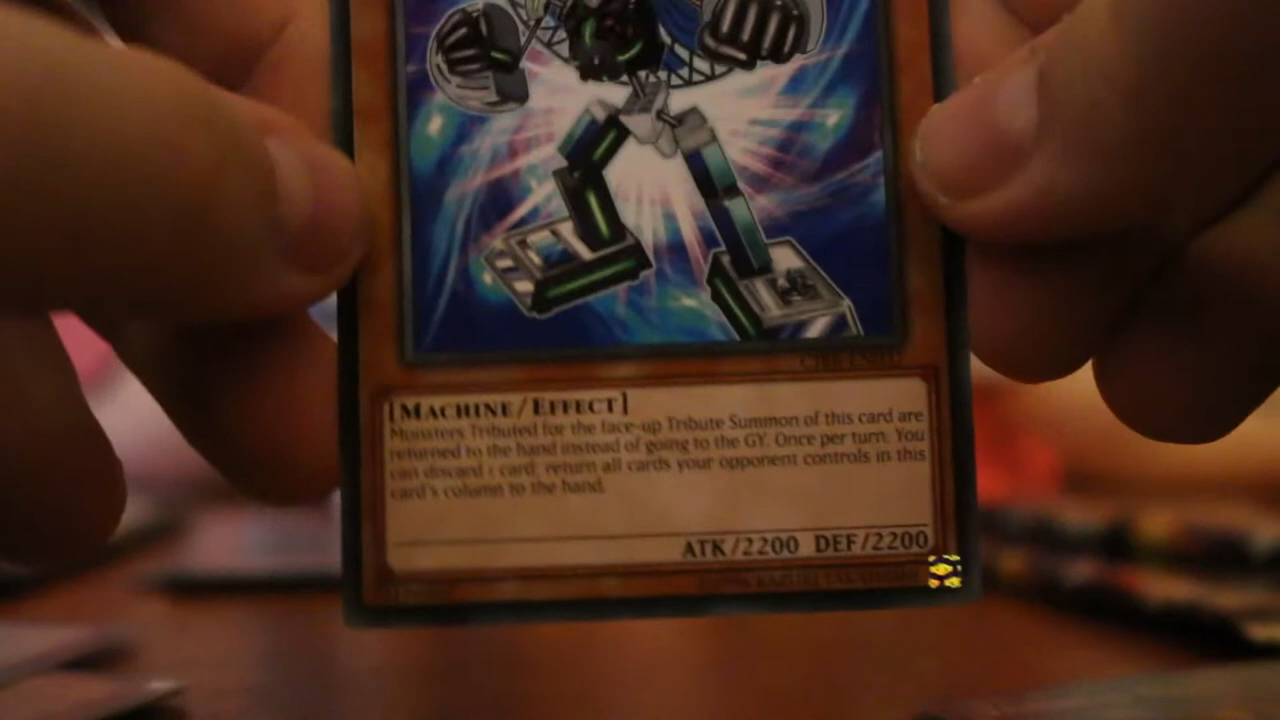 [MACHINE/EFFECT]
Monsters Tributed for the face-up Tribute Summon of this card are
returned to the hand instead of going to the GY. Once per turn: You
can discard 1 card; return all cards your opponent controls in this
card's column to the hand.
ATK/2200 DEF/2200